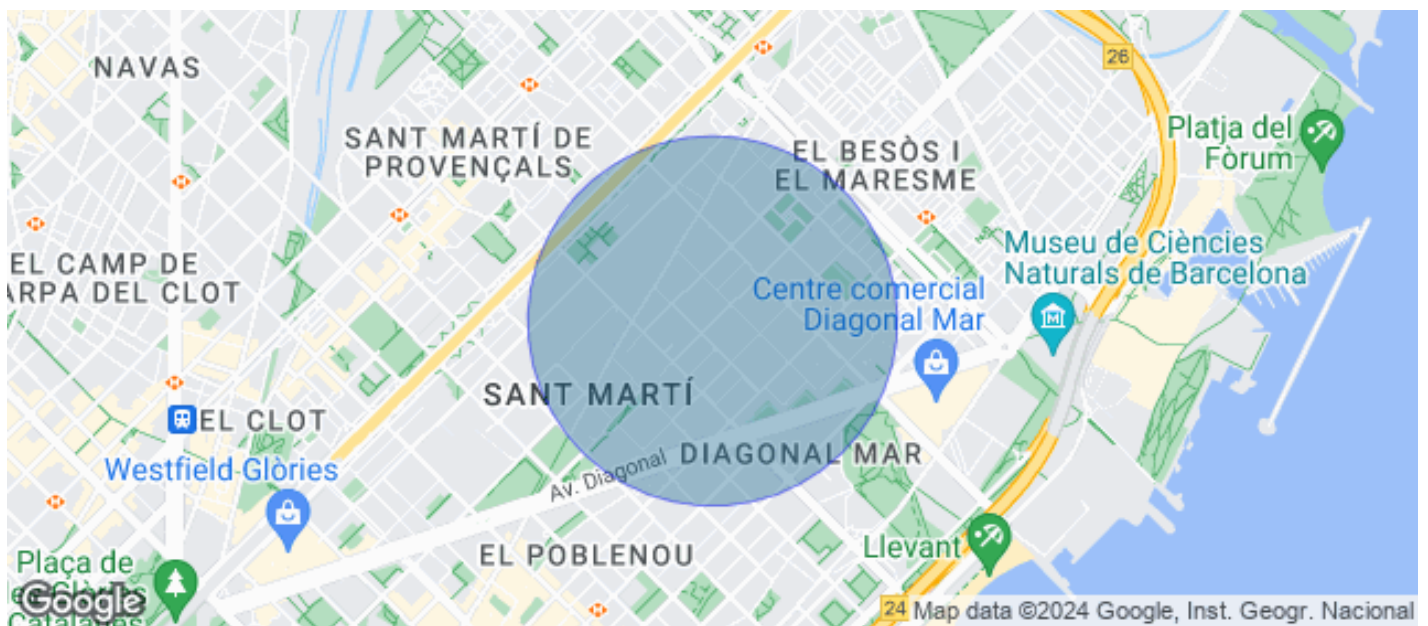 26
NAVAS
Platja del
Fòrum
SANT MARTÍ DE
PROVENÇALS
EL BESÒS I
EL MARESME
Museu de Ciències
Naturals de Barcelona
EL CAMP DE
ARPA DEL CLOT
Centre comercial
Diagonal Mar
SANT MARTÍ
EL CLOT
DIAGONAL MAR
Westfield Glòries
Av. Diagonal
EL POBLENOU
Llevant
Plaça de
Glòries
Catalanes
Google
24
Map data ©2024 Google, Inst. Geogr. Nacional